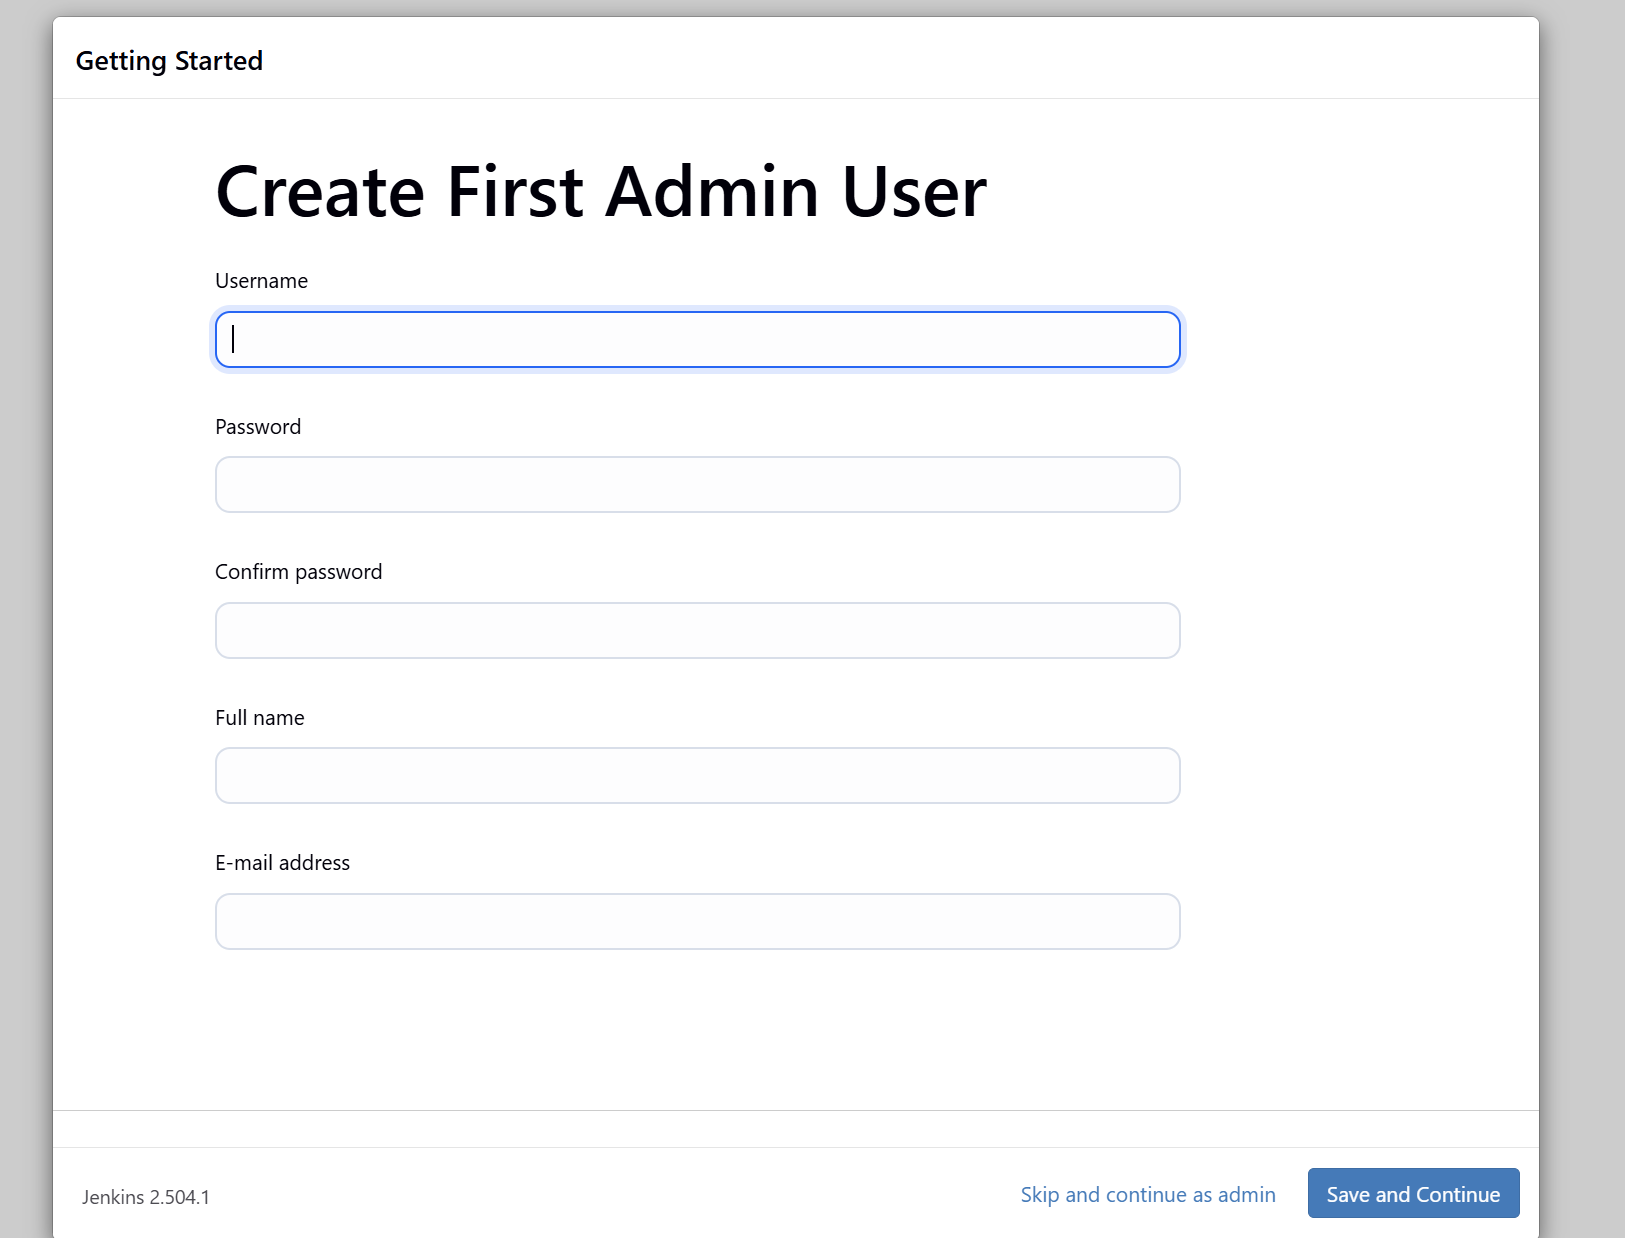 Getting Started
Create First Admin User
Username
Password
Confirm password
Full name
E-mail address
Jenkins 2.504.1
Skip and continue as admin
Save and Continue